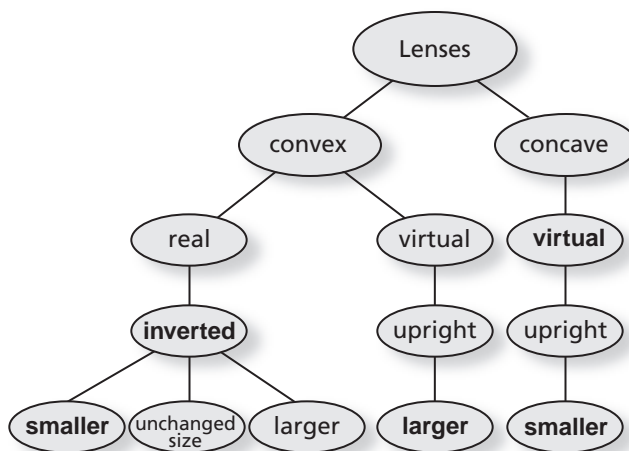 Lenses
convex
concave
real
virtual
virtual
inverted
upright
upright
smaller
unchanged
size
larger
larger
smaller